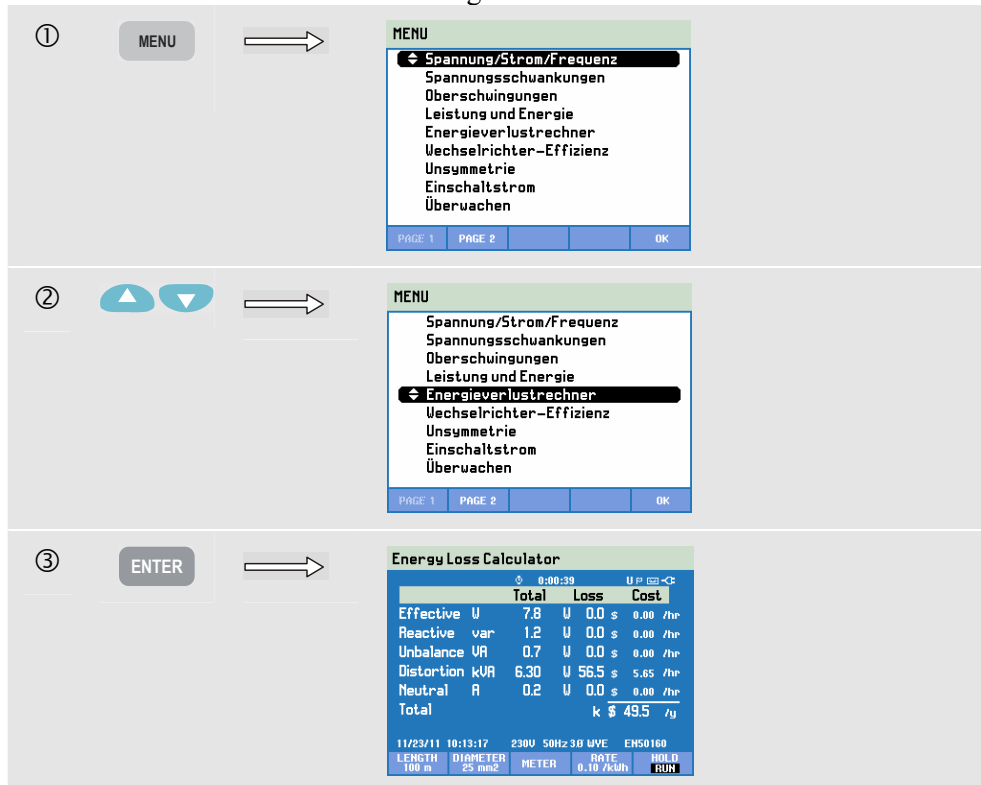 ①
MENU
MENU
Spannung/Strom/Frequenz
Spannungsschwankungen
Oberschwingungen
Leistung und Energie
Energieverlustrechner
Wechselrichter-Effizienz
Unsymmetrie
Einschaltstrom
Überwachen
PAGE 1 PAGE 2 OK
②
MENU
Spannung/Strom/Frequenz
Spannungsschwankungen
Oberschwingungen
Leistung und Energie
Energieverlustrechner
Wechselrichter-Effizienz
Unsymmetrie
Einschaltstrom
Überwachen
PAGE 1 PAGE 2 OK
③
ENTER
Energy Loss Calculator
0:00:39 U P
Total Loss Cost
Effective W 7.8 W 0.0 $ 0.00 /hr
Reactive var 1.2 W 0.0 $ 0.00 /hr
Unbalance VA 0.7 W 0.0 $ 0.00 /hr
Distortion kVA 6.30 W 56.5 $ 5.65 /hr
Neutral A 0.2 W 0.0 $ 0.00 /hr
Total k $ 49.5 /y
11/23/11 10:13:17 230V 50Hz 3Ø WYE EN50160
LENGTH DIAMETER METER RATE HOLD
100 m 25 mm2 0.10 /kWh RUN